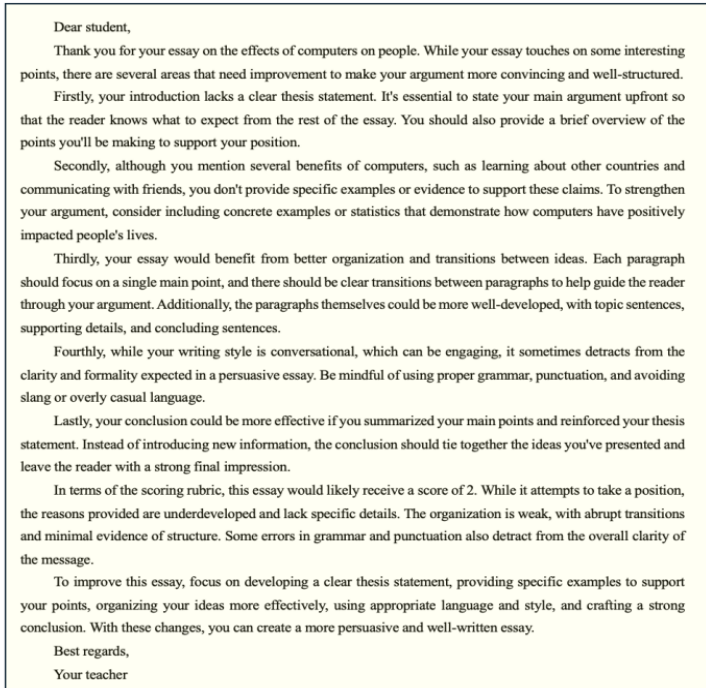 Dear student,
Thank you for your essay on the effects of computers on people. While your essay touches on some interesting
points, there are several areas that need improvement to make your argument more convincing and well-structured.
Firstly, your introduction lacks a clear thesis statement. It's essential to state your main argument upfront so
that the reader knows what to expect from the rest of the essay. You should also provide a brief overview of the
points you'll be making to support your position.
Secondly, although you mention several benefits of computers, such as learning about other countries and
communicating with friends, you don't provide specific examples or evidence to support these claims. To strengthen
your argument, consider including concrete examples or statistics that demonstrate how computers have positively
impacted people's lives.
Thirdly, your essay would benefit from better organization and transitions between ideas. Each paragraph
should focus on a single main point, and there should be clear transitions between paragraphs to help guide the reader
through your argument. Additionally, the paragraphs themselves could be more well-developed, with topic sentences,
supporting details, and concluding sentences.
Fourthly, while your writing style is conversational, which can be engaging, it sometimes detracts from the
clarity and formality expected in a persuasive essay. Be mindful of using proper grammar, punctuation, and avoiding
slang or overly casual language.
Lastly, your conclusion could be more effective if you summarized your main points and reinforced your thesis
statement. Instead of introducing new information, the conclusion should tie together the ideas you've presented and
leave the reader with a strong final impression.
In terms of the scoring rubric, this essay would likely receive a score of 2. While it attempts to take a position,
the reasons provided are underdeveloped and lack specific details. The organization is weak, with abrupt transitions
and minimal evidence of structure. Some errors in grammar and punctuation also detract from the overall clarity of
the message.
To improve this essay, focus on developing a clear thesis statement, providing specific examples to support
your points, organizing your ideas more effectively, using appropriate language and style, and crafting a strong
conclusion. With these changes, you can create a more persuasive and well-written essay.
Best regards,
Your teacher